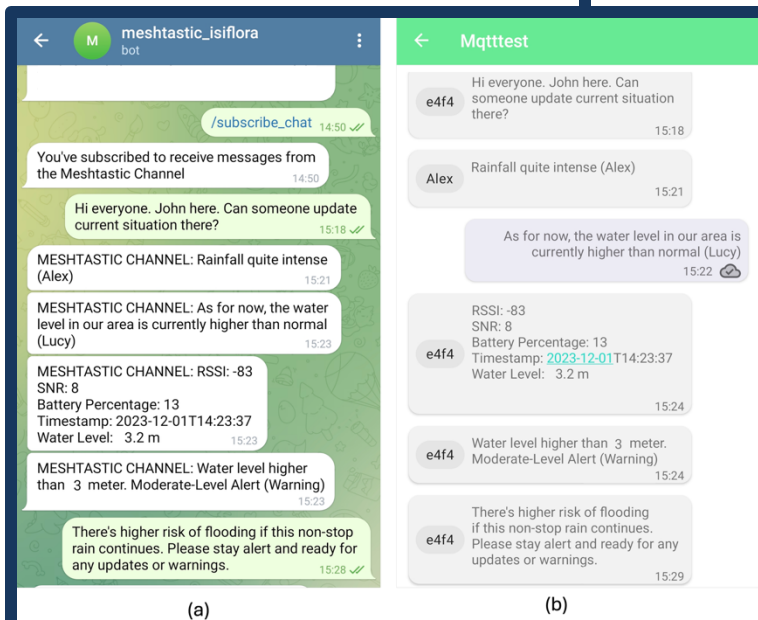 meshtastic_isiflora
M
bot
/subscribe_chat 14:50
You've subscribed to receive messages from
the Meshtastic Channel
14:50
Hi everyone. John here. Can someone update
current situation there?
15:18
MESHTASTIC CHANNEL: Rainfall quite intense
(Alex)
15:21
MESHTASTIC CHANNEL: As for now, the water
level in our area is currently higher than normal
(Lucy)
15:23
MESHTASTIC CHANNEL: RSSI: -83
SNR: 8
Battery Percentage: 13
Timestamp: 2023-12-01T14:23:37
Water Level: 3.2 m
15:23
MESHTASTIC CHANNEL: Water level higher
than 3 meter. Moderate-Level Alert (Warning)
15:23
There's higher risk of flooding if this non-stop
rain continues. Please stay alert and ready for
any updates or warnings.
15:28
(a)
Mqtttest
Hi everyone. John here. Can
e4f4
someone update current situation
there?
15:18
Rainfall quite intense (Alex)
Alex
15:21
As for now, the water level in our area is
currently higher than normal (Lucy)
15:22
RSSI: -83
SNR: 8
Battery Percentage: 13
e4f4
Timestamp: 2023-12-01T14:23:37
Water Level: 3.2 m
15:24
Water level higher than 3 meter.
e4f4
Moderate-Level Alert (Warning)
15:24
There's higher risk of flooding
if this non-stop rain continues.
e4f4
Please stay alert and ready for any
updates or warnings.
15:29
(b)